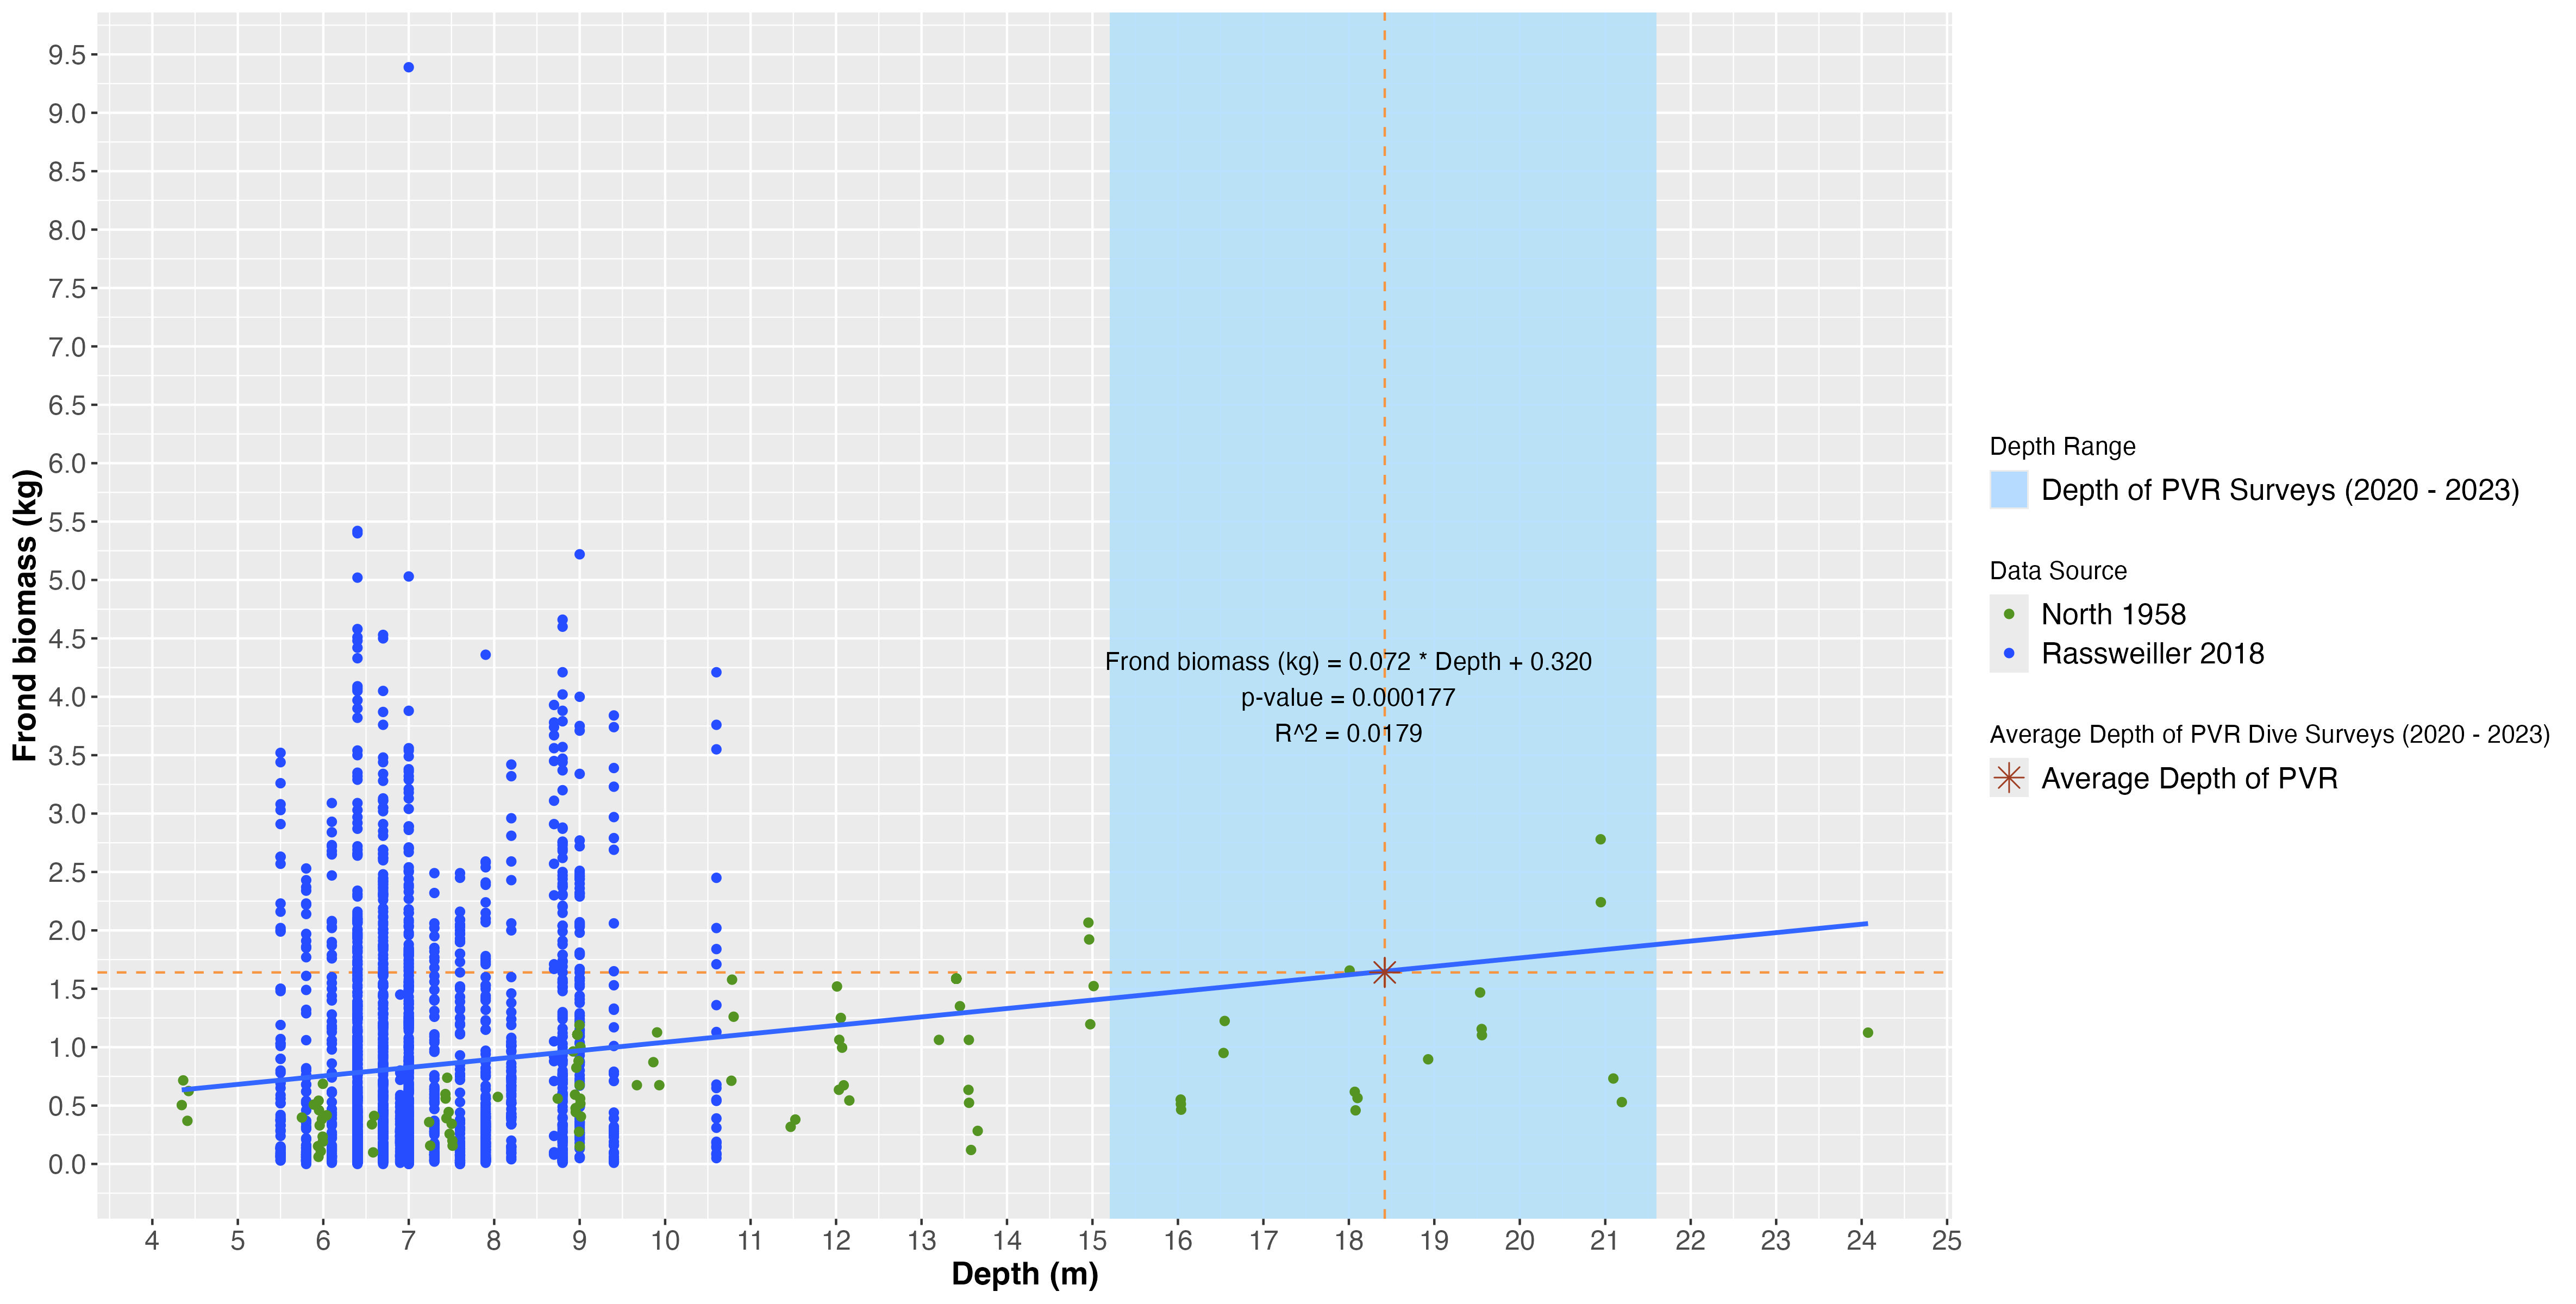 9.5
9.0
8.5
8.0
7.5
7.0
6.5
6.0
5.5
5.0
4.5
4.0
3.5
3.0
2.5
2.0
1.5
1.0
0.5
0.0
Frond biomass (kg)
Frond biomass (kg) = 0.072 * Depth + 0.320
p-value = 0.000177
R^2 = 0.0179
4 5 6 7 8 9 10 11 12 13 14 15 16 17 18 19 20 21 22 23 24 25
Depth (m)
Depth Range
Depth of PVR Surveys (2020 - 2023)
Data Source
North 1958
Rassweiller 2018
Average Depth of PVR Dive Surveys (2020 - 2023)
Average Depth of PVR